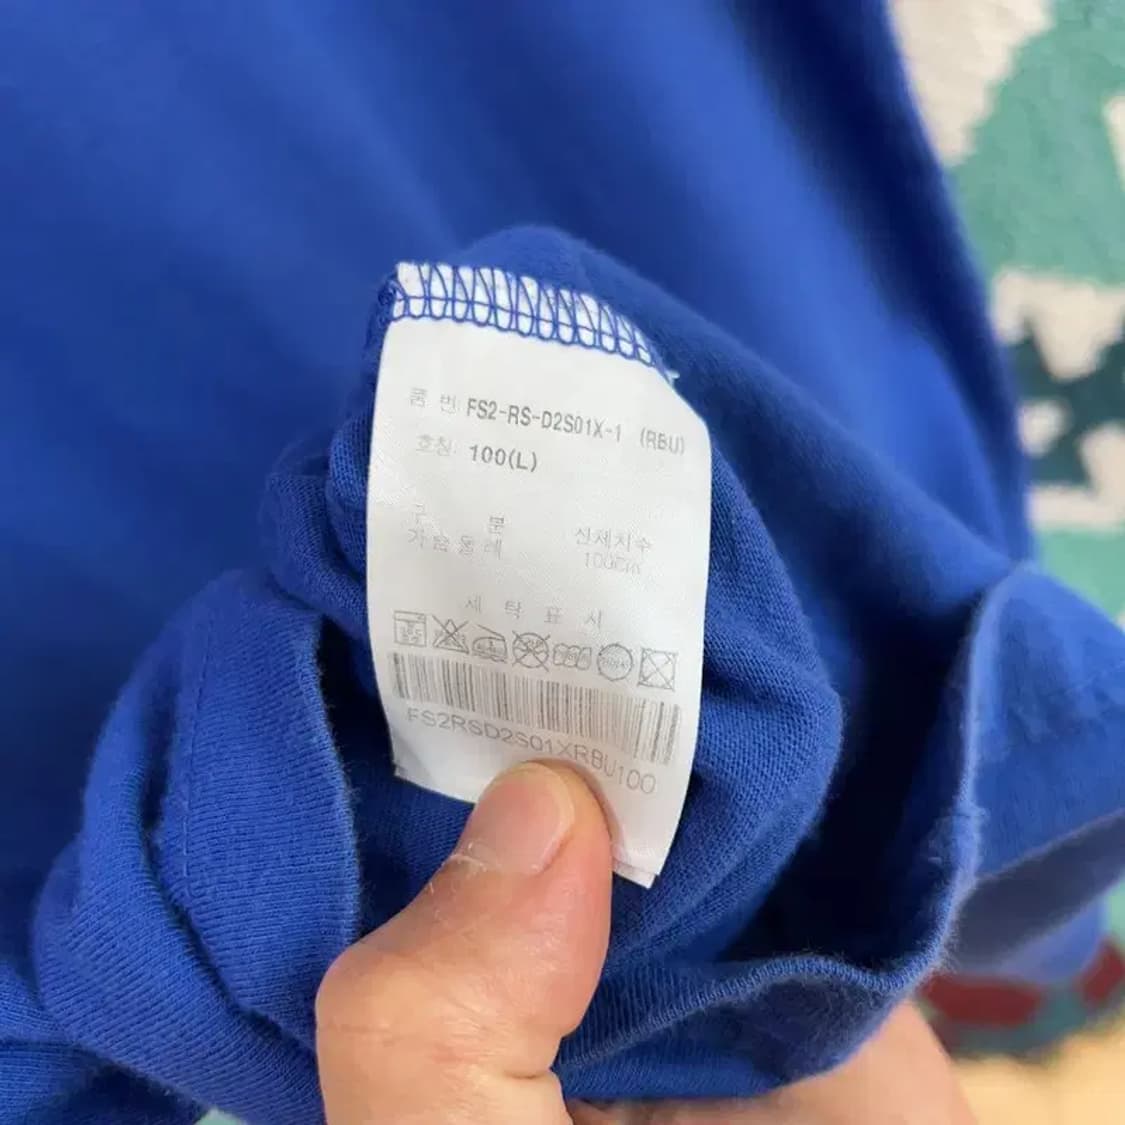 품 번: FS2-RS-D2S01X-1 (RBU)
호칭: 100(L)
구 분 신체치수
가슴둘레 100cm
세 탁 표 시
FS2RSD2S01XRBU100